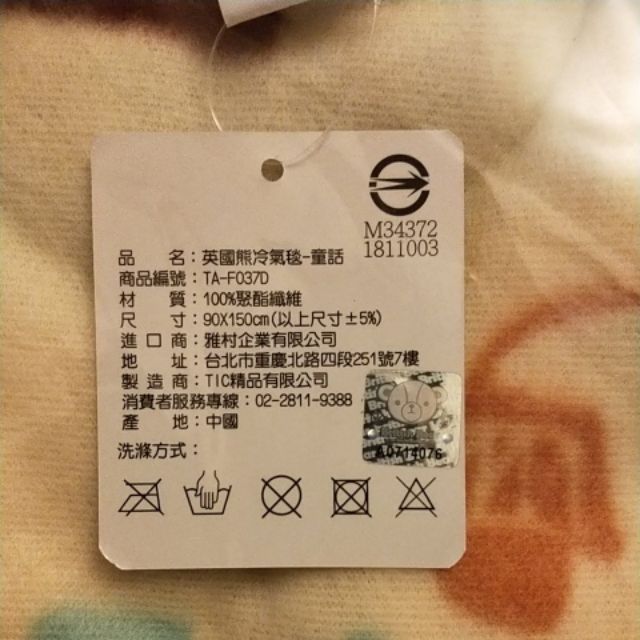 M34372
1811003
品 名：英國熊冷氣毯-童話
商品編號：TA-F037D
材 質：100%聚酯纖維
尺 寸：90X150cm(以上尺寸±5%)
進口商：雅村企業有限公司
地 址：台北市重慶北路四段251號7樓
製造商：TIC精品有限公司
消費者服務專線：02-2811-9388
產 地：中國
A0714076
洗滌方式：